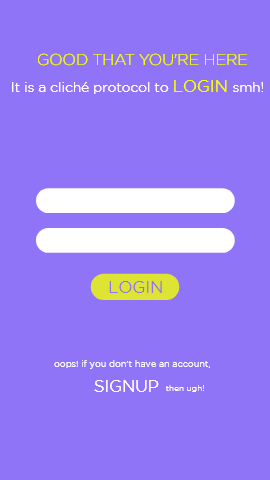 GOOD THAT YOU'RE HERE
It is a cliché protocol to LOGIN smh!
LOGIN
oops! if you don't have an account,
SIGNUP then ugh!